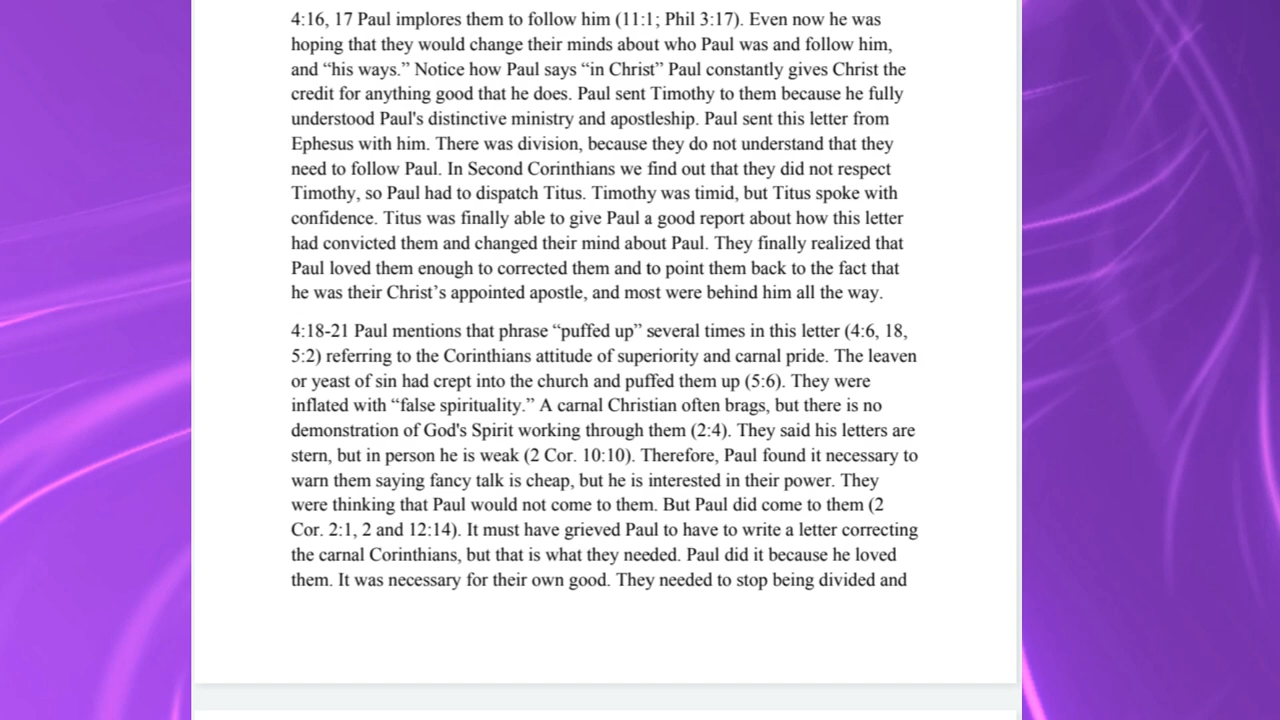 4:16, 17 Paul implores them to follow him (11:1; Phil 3:17). Even now he was
hoping that they would change their minds about who Paul was and follow him,
and “his ways.” Notice how Paul says “in Christ” Paul constantly gives Christ the
credit for anything good that he does. Paul sent Timothy to them because he fully
understood Paul's distinctive ministry and apostleship. Paul sent this letter from
Ephesus with him. There was division, because they do not understand that they
need to follow Paul. In Second Corinthians we find out that they did not respect
Timothy, so Paul had to dispatch Titus. Timothy was timid, but Titus spoke with
confidence. Titus was finally able to give Paul a good report about how this letter
had convicted them and changed their mind about Paul. They finally realized that
Paul loved them enough to corrected them and to point them back to the fact that
he was their Christ’s appointed apostle, and most were behind him all the way.
4:18-21 Paul mentions that phrase “puffed up” several times in this letter (4:6, 18,
5:2) referring to the Corinthians attitude of superiority and carnal pride. The leaven
or yeast of sin had crept into the church and puffed them up (5:6). They were
inflated with “false spirituality.” A carnal Christian often brags, but there is no
demonstration of God's Spirit working through them (2:4). They said his letters are
stern, but in person he is weak (2 Cor. 10:10). Therefore, Paul found it necessary to
warn them saying fancy talk is cheap, but he is interested in their power. They
were thinking that Paul would not come to them. But Paul did come to them (2
Cor. 2:1, 2 and 12:14). It must have grieved Paul to have to write a letter correcting
the carnal Corinthians, but that is what they needed. Paul did it because he loved
them. It was necessary for their own good. They needed to stop being divided and